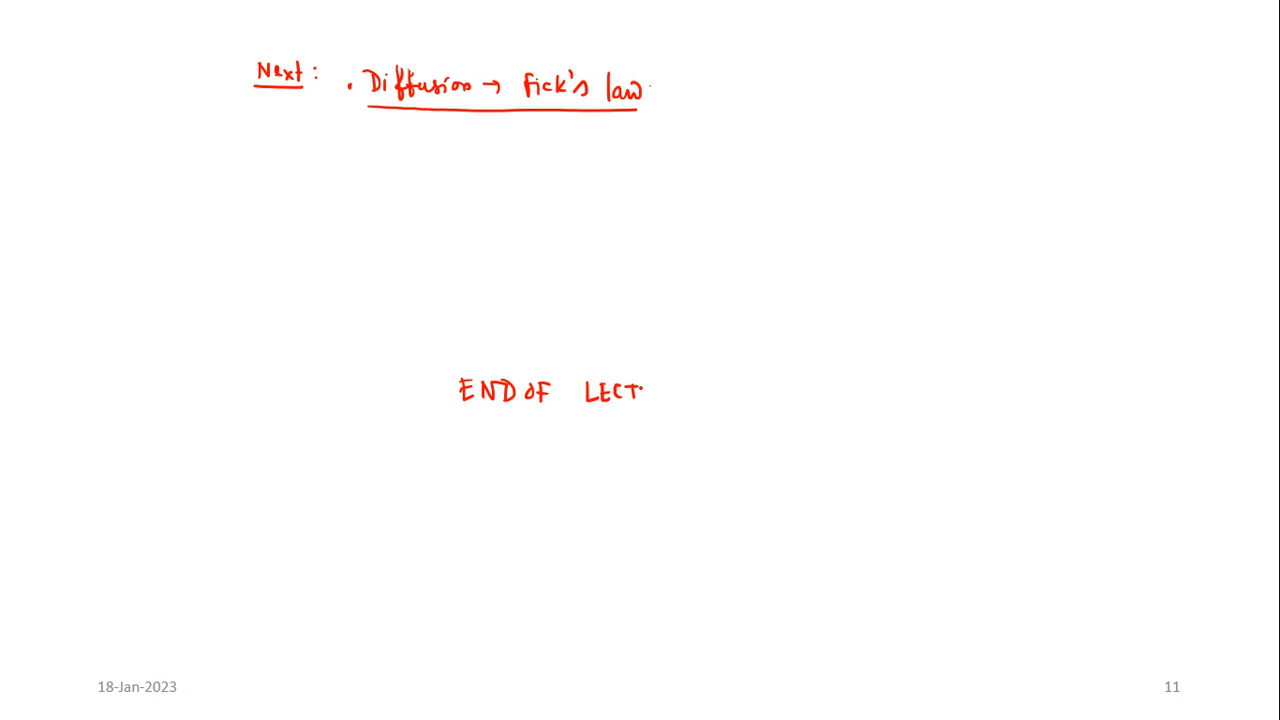 Next: . Diffusion → Fick's law
END OF LECT
18-Jan-2023
11